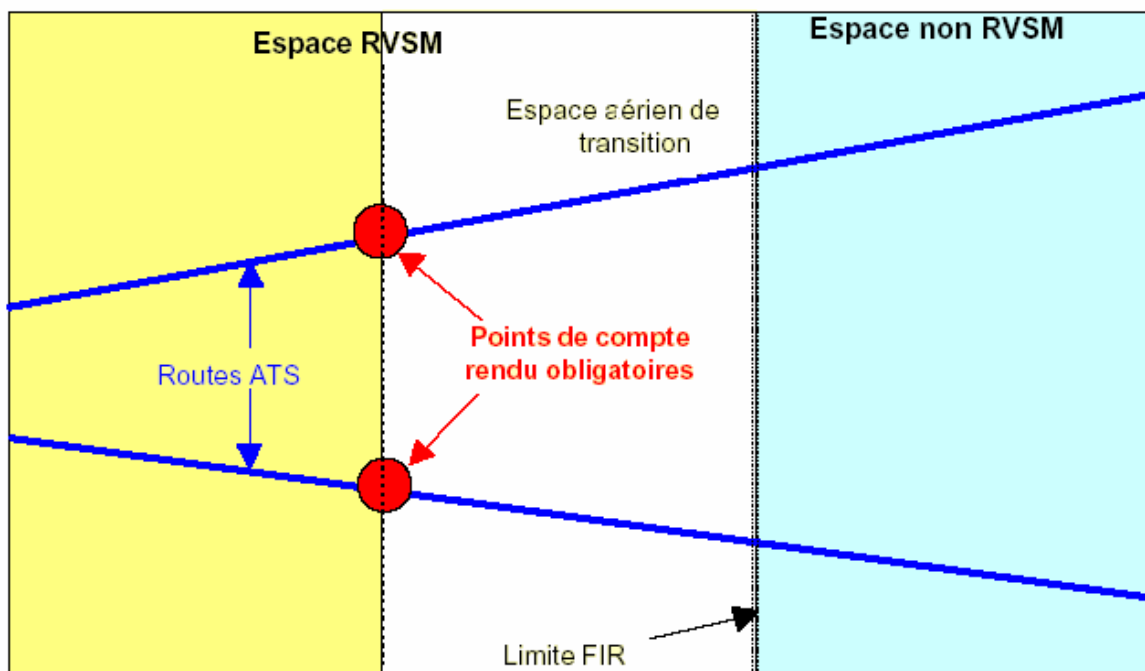 Espace RVSM
Espace non RVSM
Espace aérien de
transition
Points de compte
rendu obligatoires
Routes ATS
Limite FIR